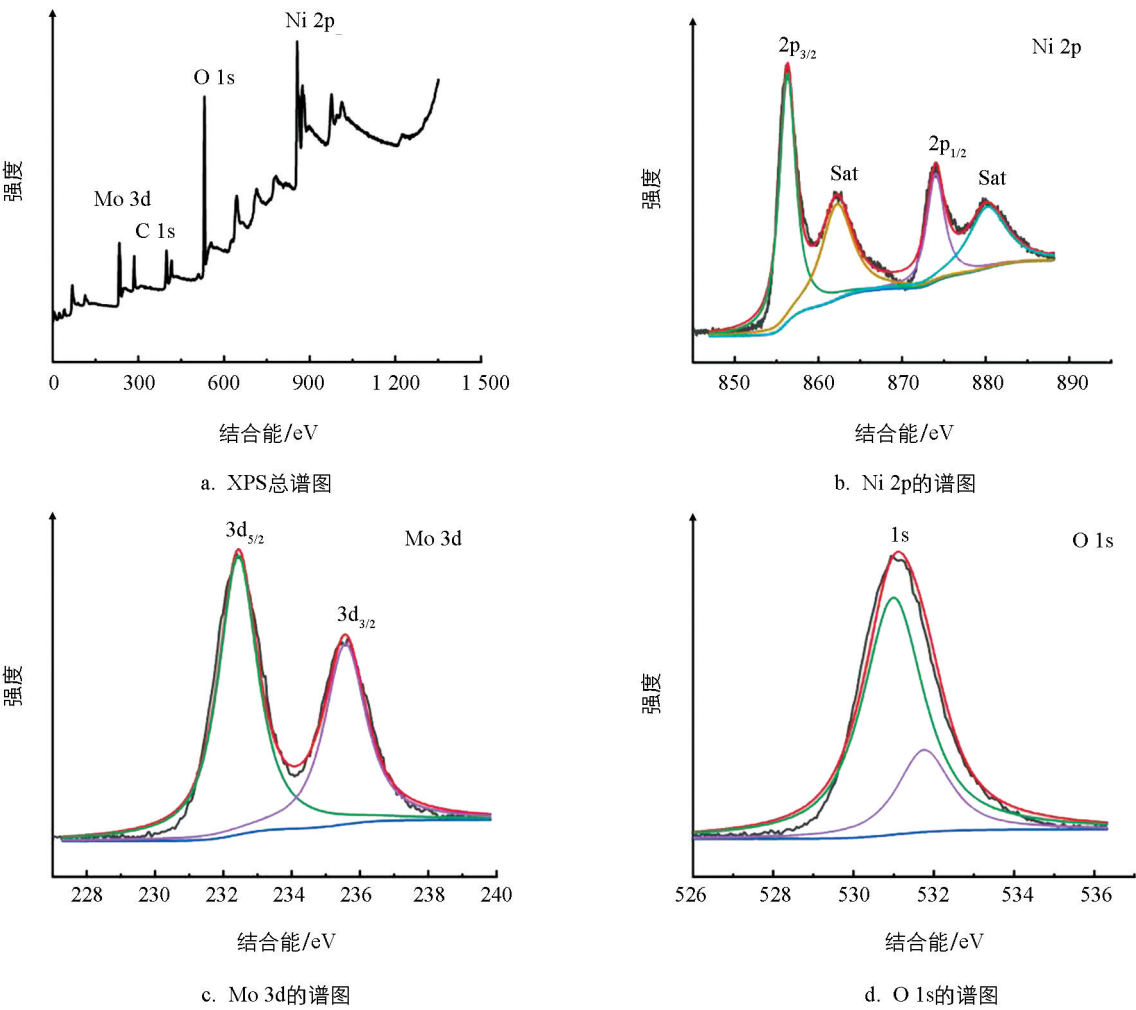 Ni 2p
O 1s
Mo 3d
C 1s
强度
0 300 600 900 1 200 1 500
结合能/eV
a. XPS总谱图
Ni 2p
2p3/2
2p1/2
Sat
Sat
强度
850 860 870 880 890
结合能/eV
b. Ni 2p的谱图
Mo 3d
3d5/2
3d3/2
强度
228 230 232 234 236 238 240
结合能/eV
c. Mo 3d的谱图
1s
O 1s
强度
526 528 530 532 534 536
结合能/eV
d. O 1s的谱图